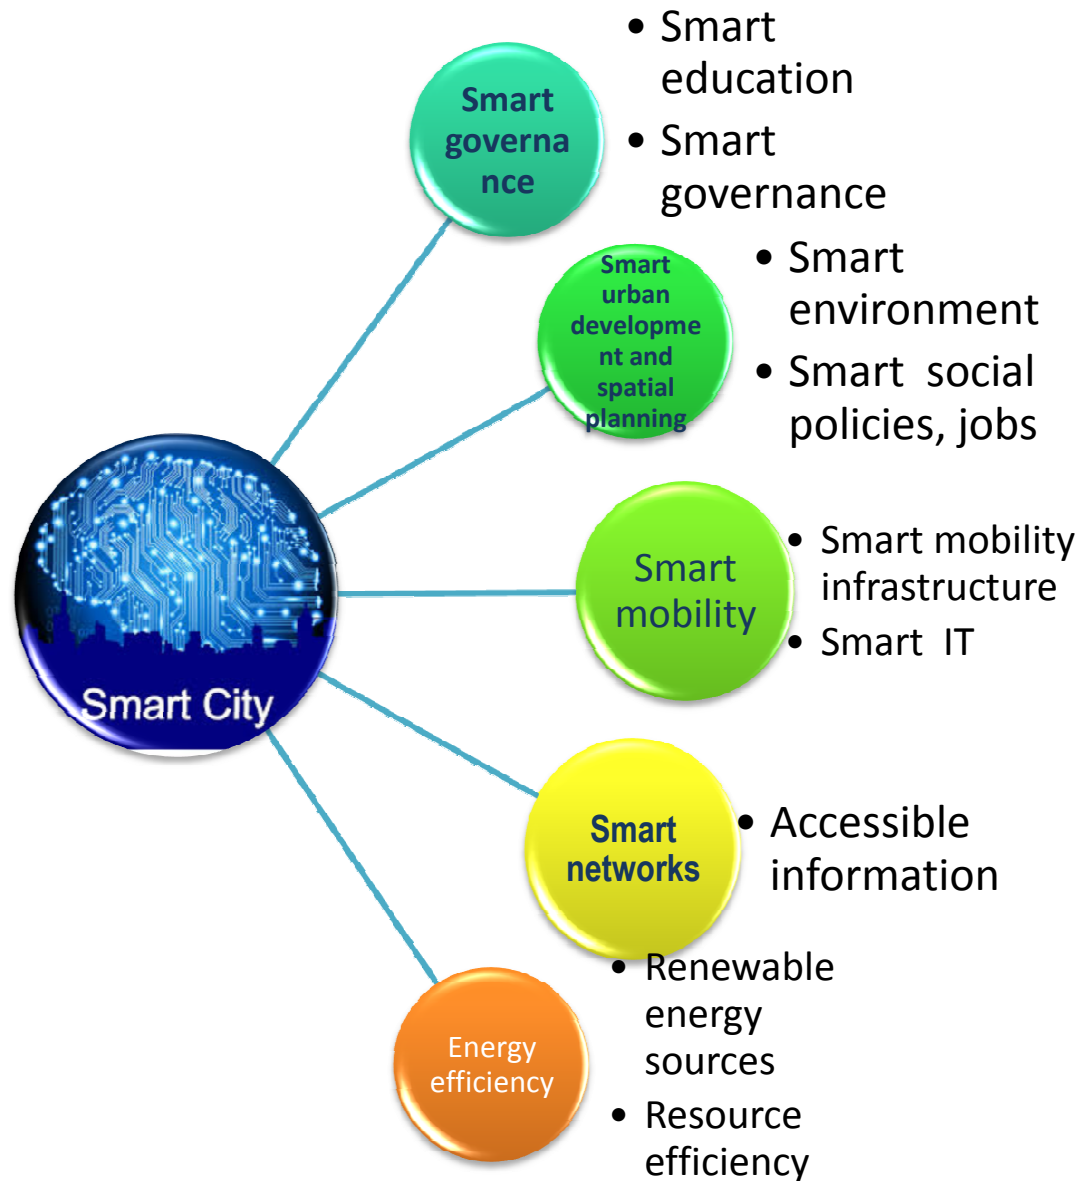 Smart
governa
nce
• Smart
education
• Smart
governance
Smart
urban
developme
nt and
spatial
planning
• Smart environment
• Smart social
policies, jobs
Smart
mobility
• Smart mobility
infrastructure
• Smart IT
Smart City
Smart
networks
• Accessible
information
Energy
efficiency
• Renewable
energy
sources
• Resource
efficiency